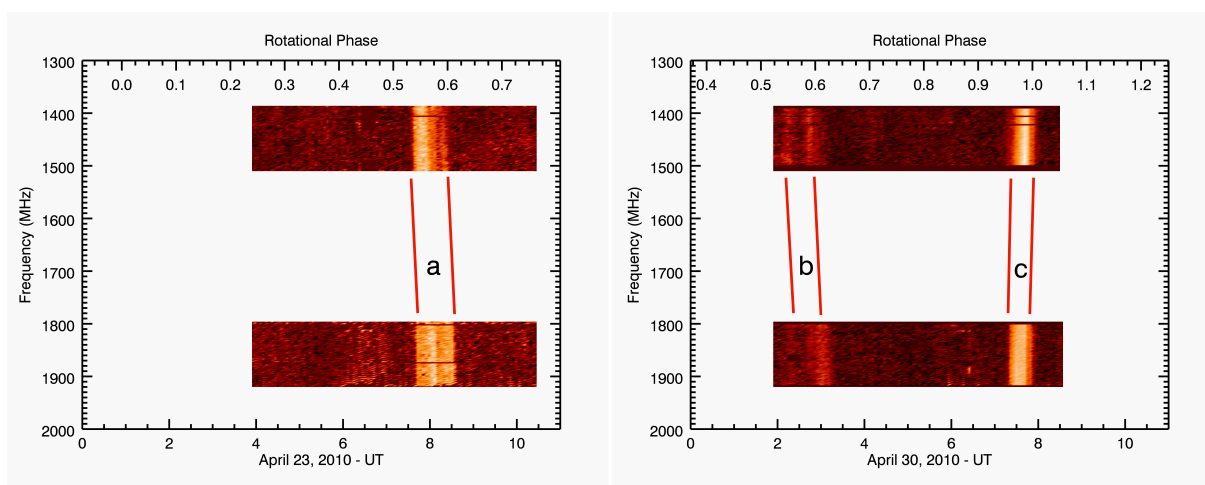 Rotational Phase
0.0 0.1 0.2 0.3 0.4 0.5 0.6 0.7
1300
1400
1500
1600
1700
1800
1900
2000
Frequency (MHz)
a
0 2 4 6 8 10
April 23, 2010 - UT
Rotational Phase
0.4 0.5 0.6 0.7 0.8 0.9 1.0 1.1 1.2
1300
1400
1500
1600
1700
1800
1900
2000
Frequency (MHz)
b c
0 2 4 6 8 10
April 30, 2010 - UT